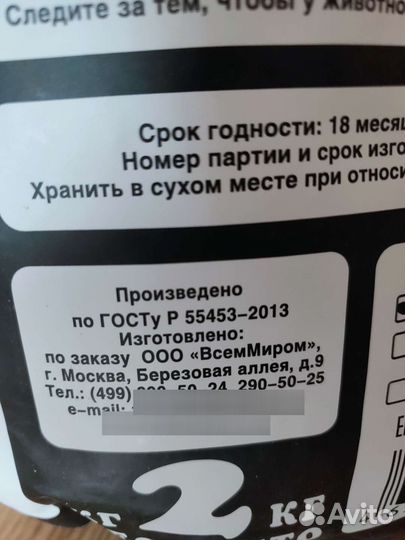 Следите за тем, чтобы у животно
Срок годности: 18 месяц
Номер партии и срок изго
Хранить в сухом месте при относи
Произведено
по ГОСТу Р 55453-2013
Изготовлено:
по заказу ООО «ВсемМиром»,
г. Москва, Березовая аллея, д.9
Тел.: (499) 290-50-25
e-mail:
2 кг
Avito